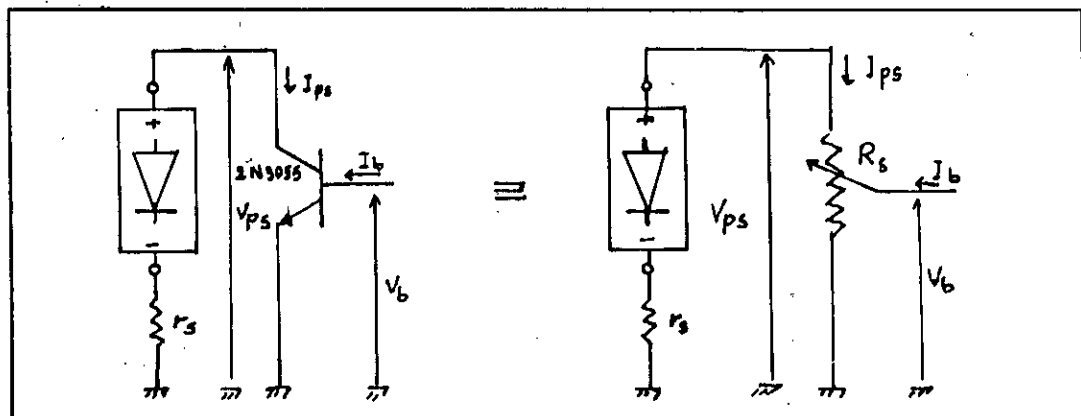 I_ps
+
2N3055
I_b
V_ps
-
V_b
r_s
≡
I_ps
+
R_s
I_b
V_ps
-
V_b
r_s